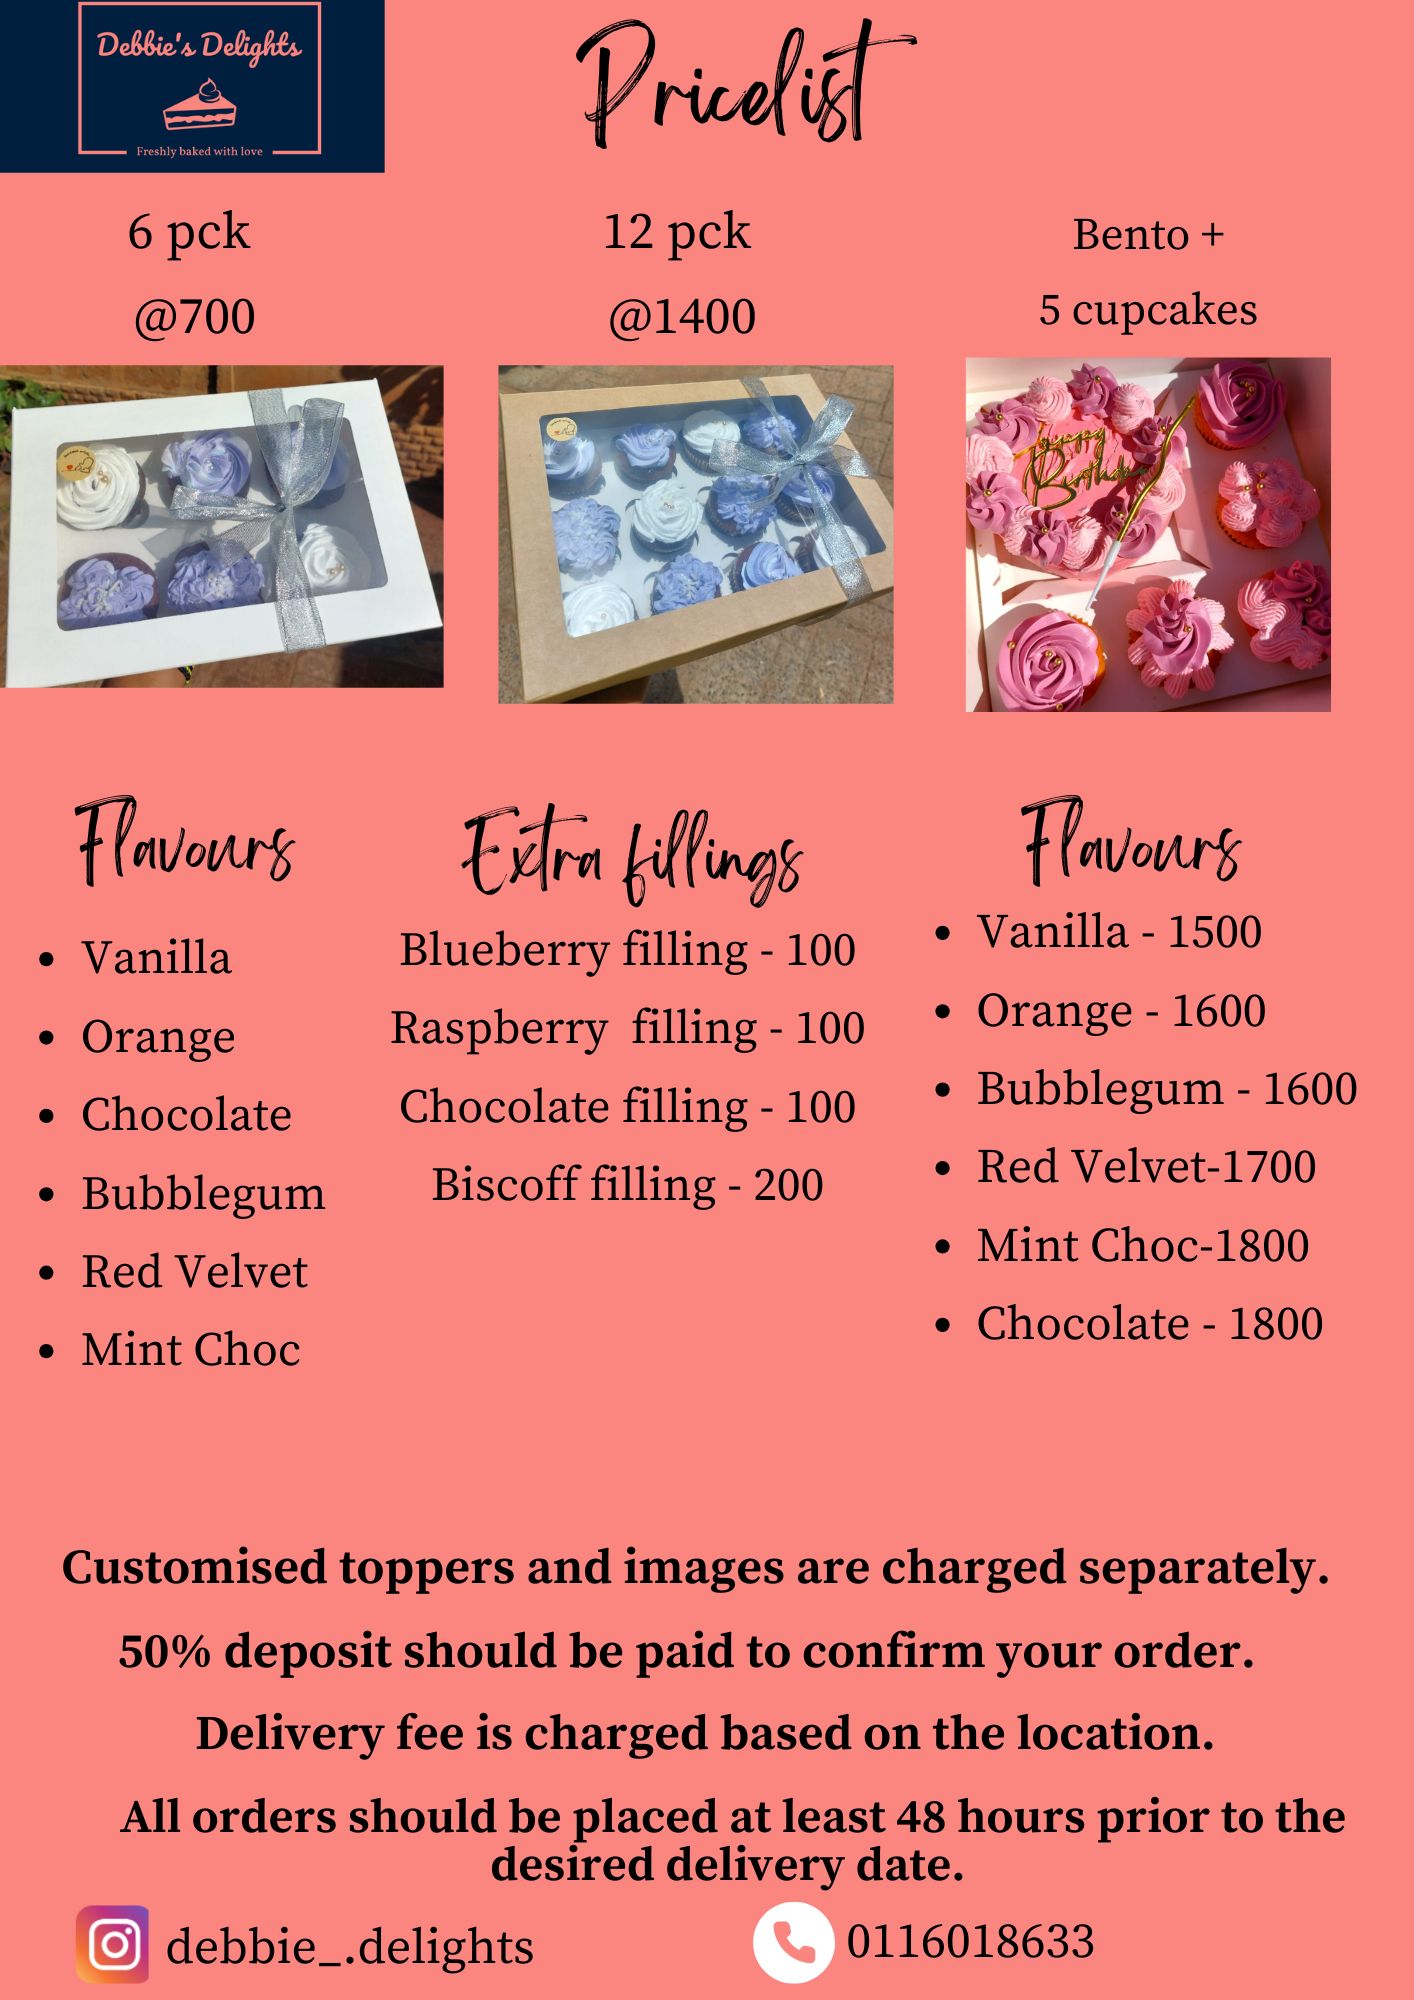 Debbie's Delights
Freshly baked with love
Pricelist
6 pck
@700
12 pck
@1400
Bento +
5 cupcakes
Happy
Birthday
Flavours
• Vanilla
• Orange
• Chocolate
• Bubblegum
• Red Velvet
• Mint Choc
Extra fillings
Blueberry filling - 100
Raspberry  filling - 100
Chocolate filling - 100
Biscoff filling - 200
Flavours
• Vanilla - 1500
• Orange - 1600
• Bubblegum - 1600
• Red Velvet-1700
• Mint Choc-1800
• Chocolate - 1800
Customised toppers and images are charged separately.
50% deposit should be paid to confirm your order.
Delivery fee is charged based on the location.
All orders should be placed at least 48 hours prior to the
desired delivery date.
debbie_.delights
0116018633